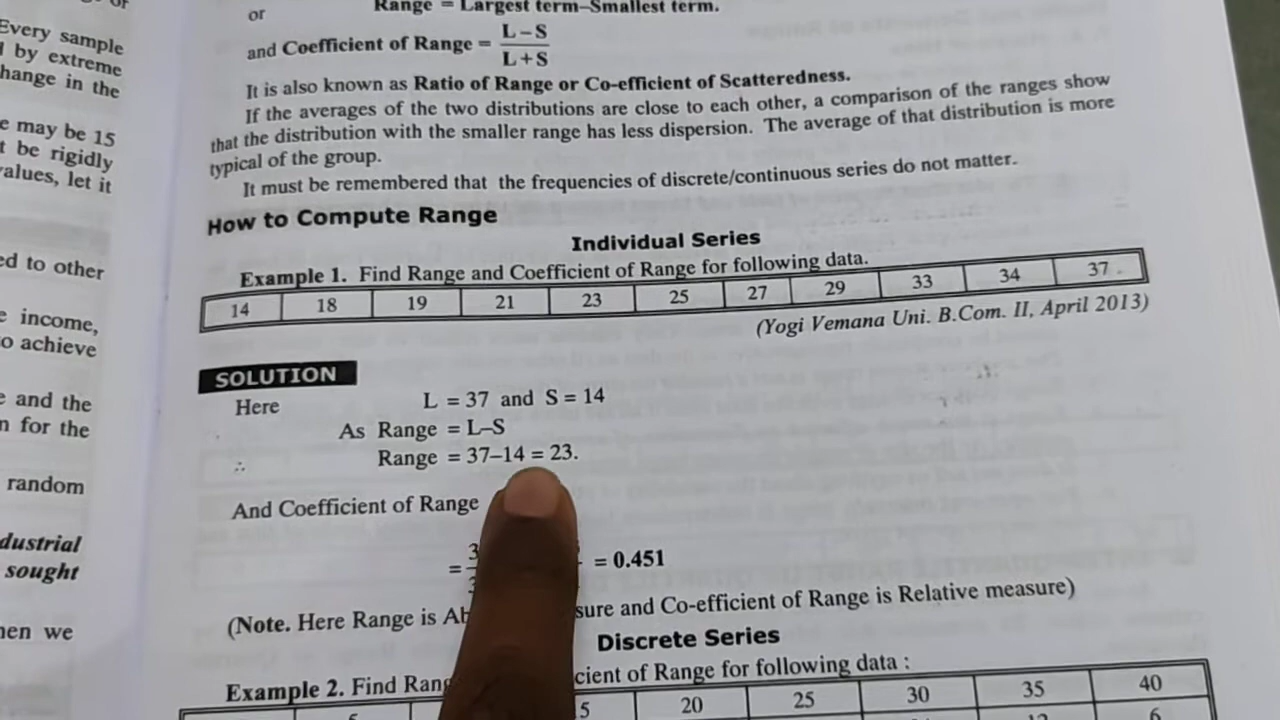 Every sample
by extreme
hange in the
e may be 15
t be rigidly
values, let it
ed to other
income,
o achieve
e and the
n for the
random
dustrial
sought
hen we
or
Range = Largest term–Smallest term.
and Coefficient of Range = L – S / L + S
It is also known as Ratio of Range or Co-efficient of Scatteredness.
If the averages of the two distributions are close to each other, a comparison of the ranges show
that the distribution with the smaller range has less dispersion. The average of that distribution is more
typical of the group.
It must be remembered that the frequencies of discrete/continuous series do not matter.
How to Compute Range
Individual Series
Example 1. Find Range and Coefficient of Range for following data.
14 18 19 21 23 25 27 29 33 34 37
(Yogi Vemana Uni. B.Com. II, April 2013)
SOLUTION
Here L = 37 and S = 14
As Range = L–S
∴ Range = 37–14 = 23.
And Coefficient of Range
= = 0.451
(Note. Here Range is Ab sure and Co-efficient of Range is Relative measure)
Discrete Series
Example 2. Find Rang cient of Range for following data :
5 20 25 30 35 40